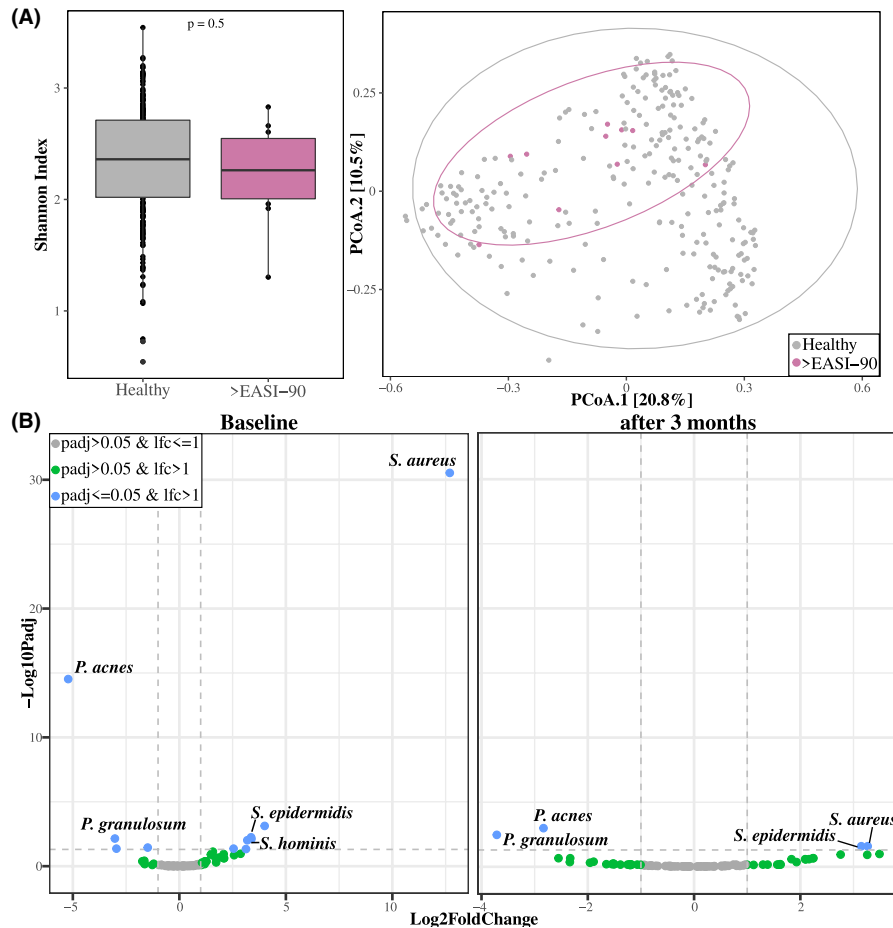 (A)
p = 0.5
Shannon Index
3
2
1
Healthy
>EASI−90
PCoA.2 [10.5%]
0.25
0
−0.25
−0.6
−0.3
0
0.3
0.6
PCoA.1 [20.8%]
Healthy
>EASI−90
(B)
Baseline
after 3 months
padj>0.05 & lfc<=1
padj>0.05 & lfc>1
padj<=0.05 & lfc>1
−Log10Padj
30
20
10
0
S. aureus
P. acnes
P. granulosum
S. epidermidis
S. hominis
−5
0
5
10
P. acnes
P. granulosum
S. aureus
S. epidermidis
−4
−2
0
2
Log2FoldChange